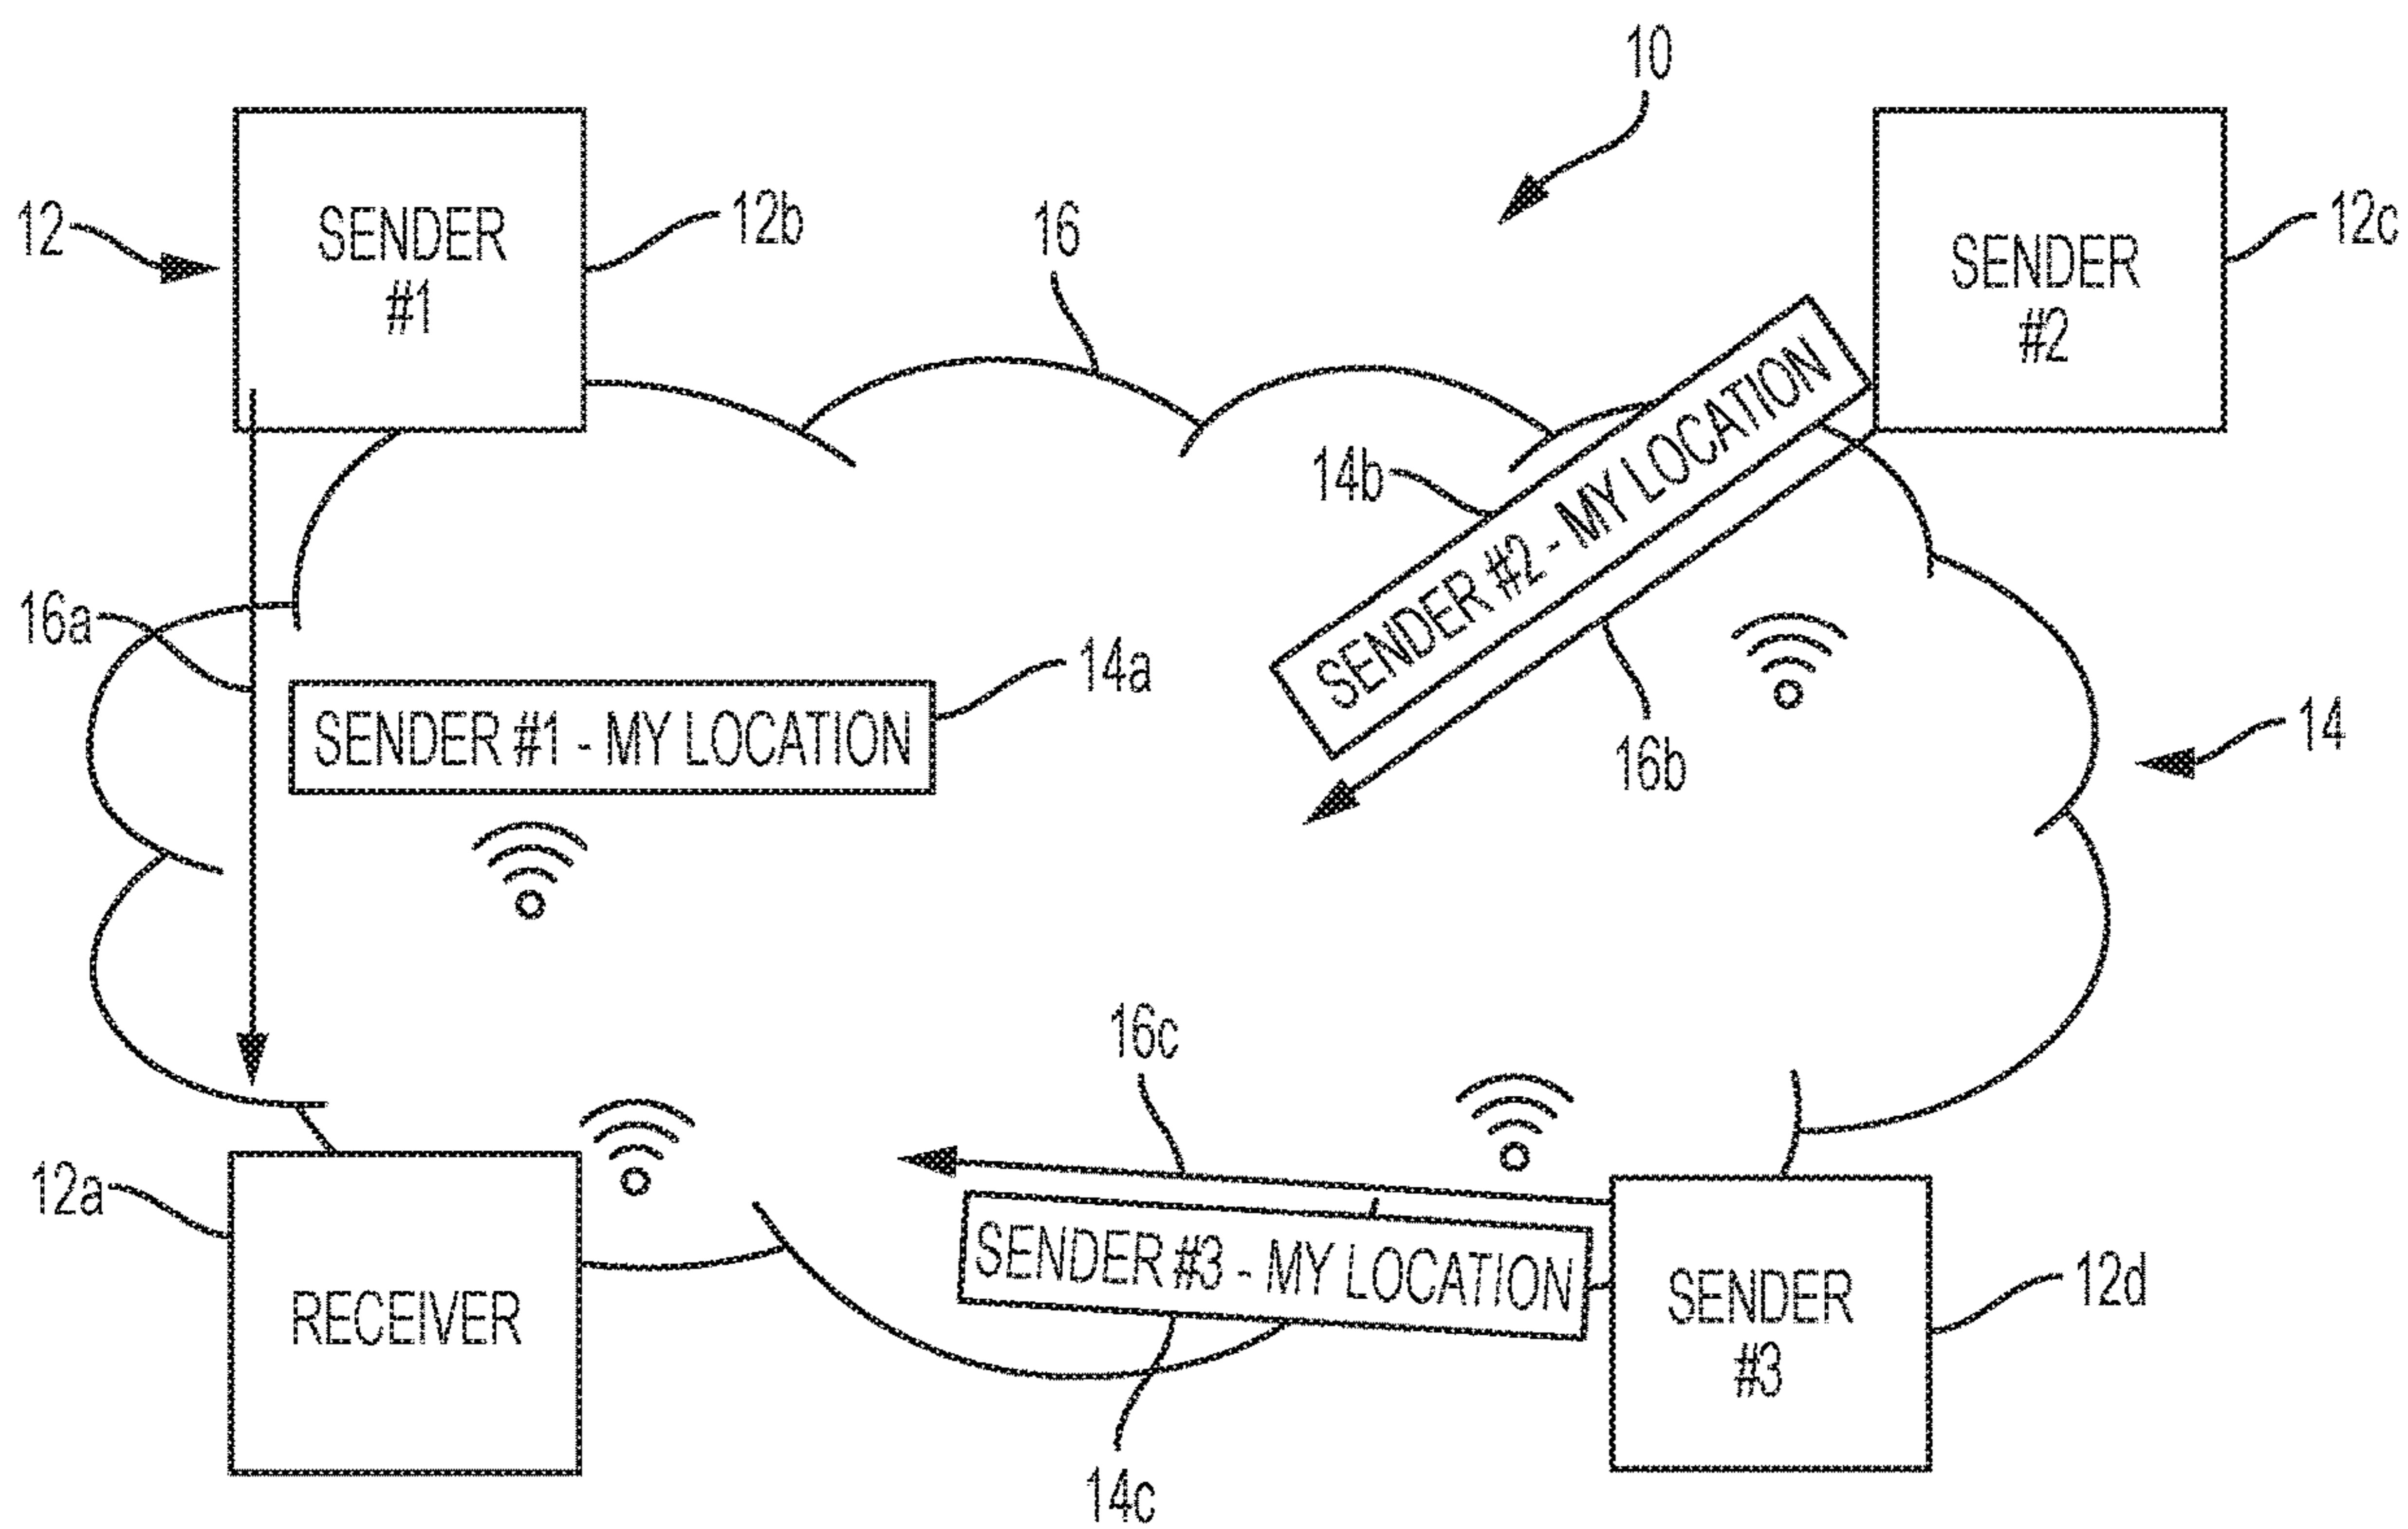 10
12
SENDER
#1
12b
16
SENDER
#2
12c
14b
SENDER #2 - MY LOCATION
16a
SENDER #1 - MY LOCATION
14a
16b
14
16c
12a
RECEIVER
SENDER #3 - MY LOCATION
SENDER
#3
12d
14c